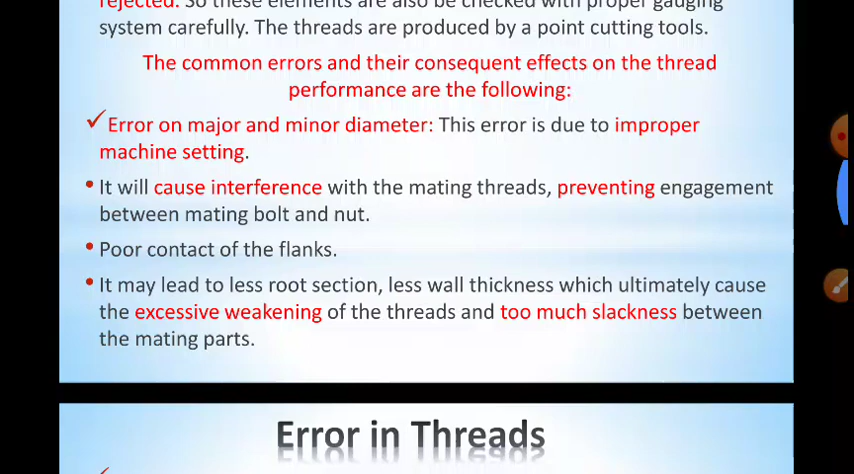 rejected. So these elements are also be checked with proper gauging
system carefully. The threads are produced by a point cutting tools.
The common errors and their consequent effects on the thread
performance are the following:
✓Error on major and minor diameter: This error is due to improper
machine setting.
• It will cause interference with the mating threads, preventing engagement
between mating bolt and nut.
• Poor contact of the flanks.
• It may lead to less root section, less wall thickness which ultimately cause
the excessive weakening of the threads and too much slackness between
the mating parts.
Error in Threads